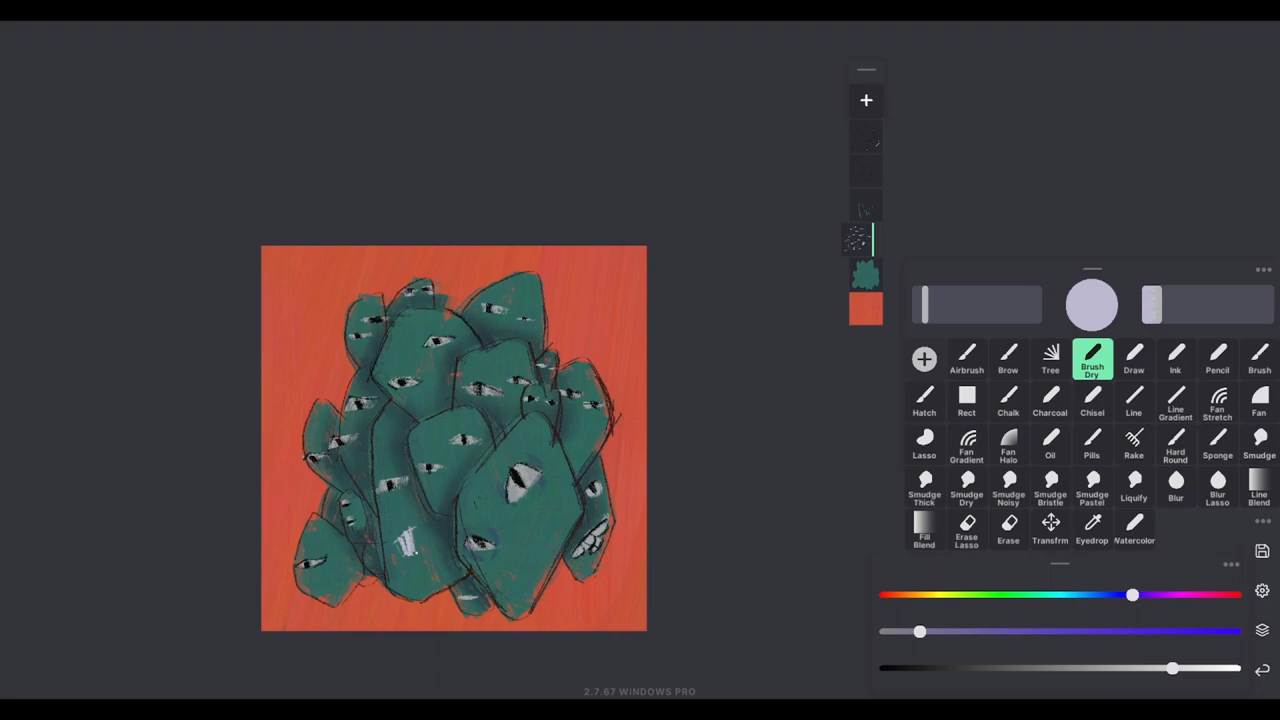 Airbrush Brow Tree Brush Dry Draw Ink Pencil Brush
Hatch Rect Chalk Charcoal Chisel Line Line Gradient Fan Stretch Fan
Lasso Fan Gradient Fan Halo Oil Pills Rake Hard Round Sponge Smudge
Smudge Thick Smudge Dry Smudge Noisy Smudge Bristle Smudge Pastel Liquify Blur Blur Lasso Line Blend
Fill Blend Erase Lasso Erase Transfrm Eyedrop Watercolor
2.7.67 WINDOWS PRO